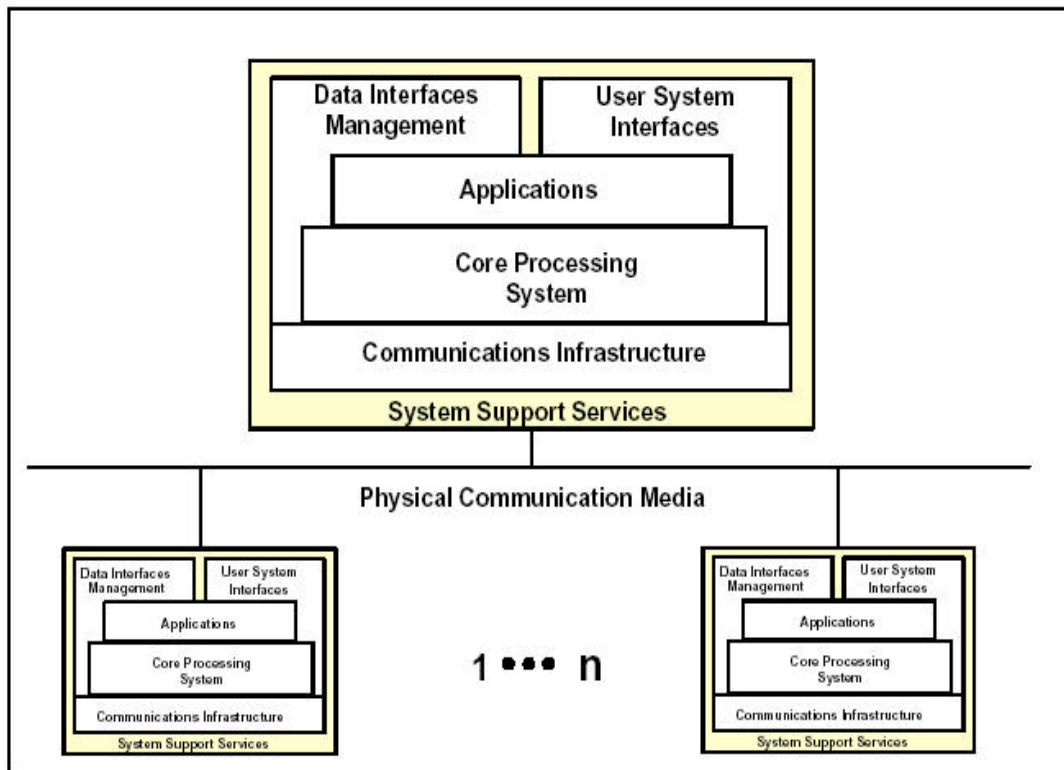 Data Interfaces
Management
User System
Interfaces
Applications
Core Processing
System
Communications Infrastructure
System Support Services
Physical Communication Media
Data Interfaces
Management
User System
Interfaces
Applications
Core Processing
System
Communications Infrastructure
System Support Services
1 ••• n
Data Interfaces
Management
User System
Interfaces
Applications
Core Processing
System
Communications Infrastructure
System Support Services